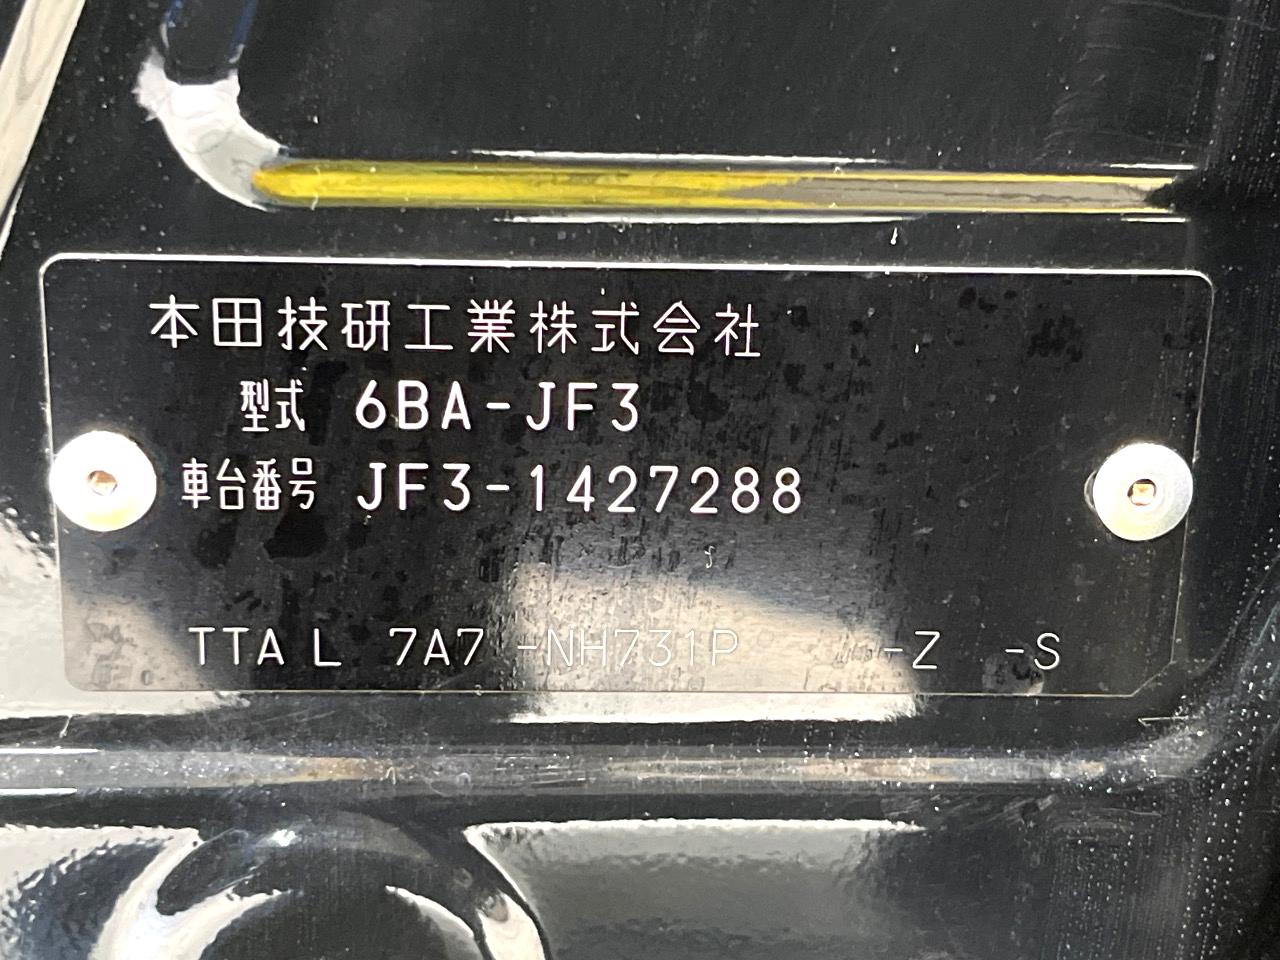 本田技研工業株式会社
型式 6BA-JF3
車台番号 JF3-1427288
TTA L 7A7 -NH731P -Z -S